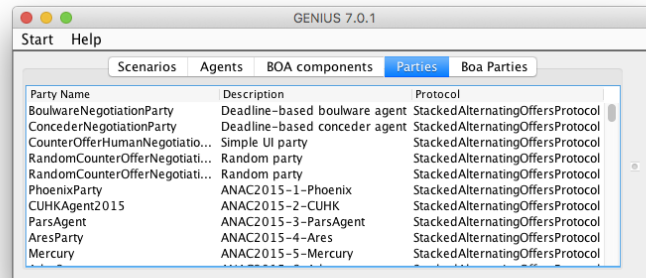 GENIUS 7.0.1
Start Help
Scenarios Agents BOA components Parties Boa Parties
Party Name Description Protocol
BoulwareNegotiationParty Deadline-based boulware agent StackedAlternatingOffersProtocol
ConcederNegotiationParty Deadline-based conceder agent StackedAlternatingOffersProtocol
CounterOfferHumanNegotiatio... Simple UI party StackedAlternatingOffersProtocol
RandomCounterOfferNegotiati... Random party StackedAlternatingOffersProtocol
RandomCounterOfferNegotiati... Random party StackedAlternatingOffersProtocol
PhoenixParty ANAC2015-1-Phoenix StackedAlternatingOffersProtocol
CUHKAgent2015 ANAC2015-2-CUHK StackedAlternatingOffersProtocol
ParsAgent ANAC2015-3-ParsAgent StackedAlternatingOffersProtocol
AresParty ANAC2015-4-Ares StackedAlternatingOffersProtocol
Mercury ANAC2015-5-Mercury StackedAlternatingOffersProtocol